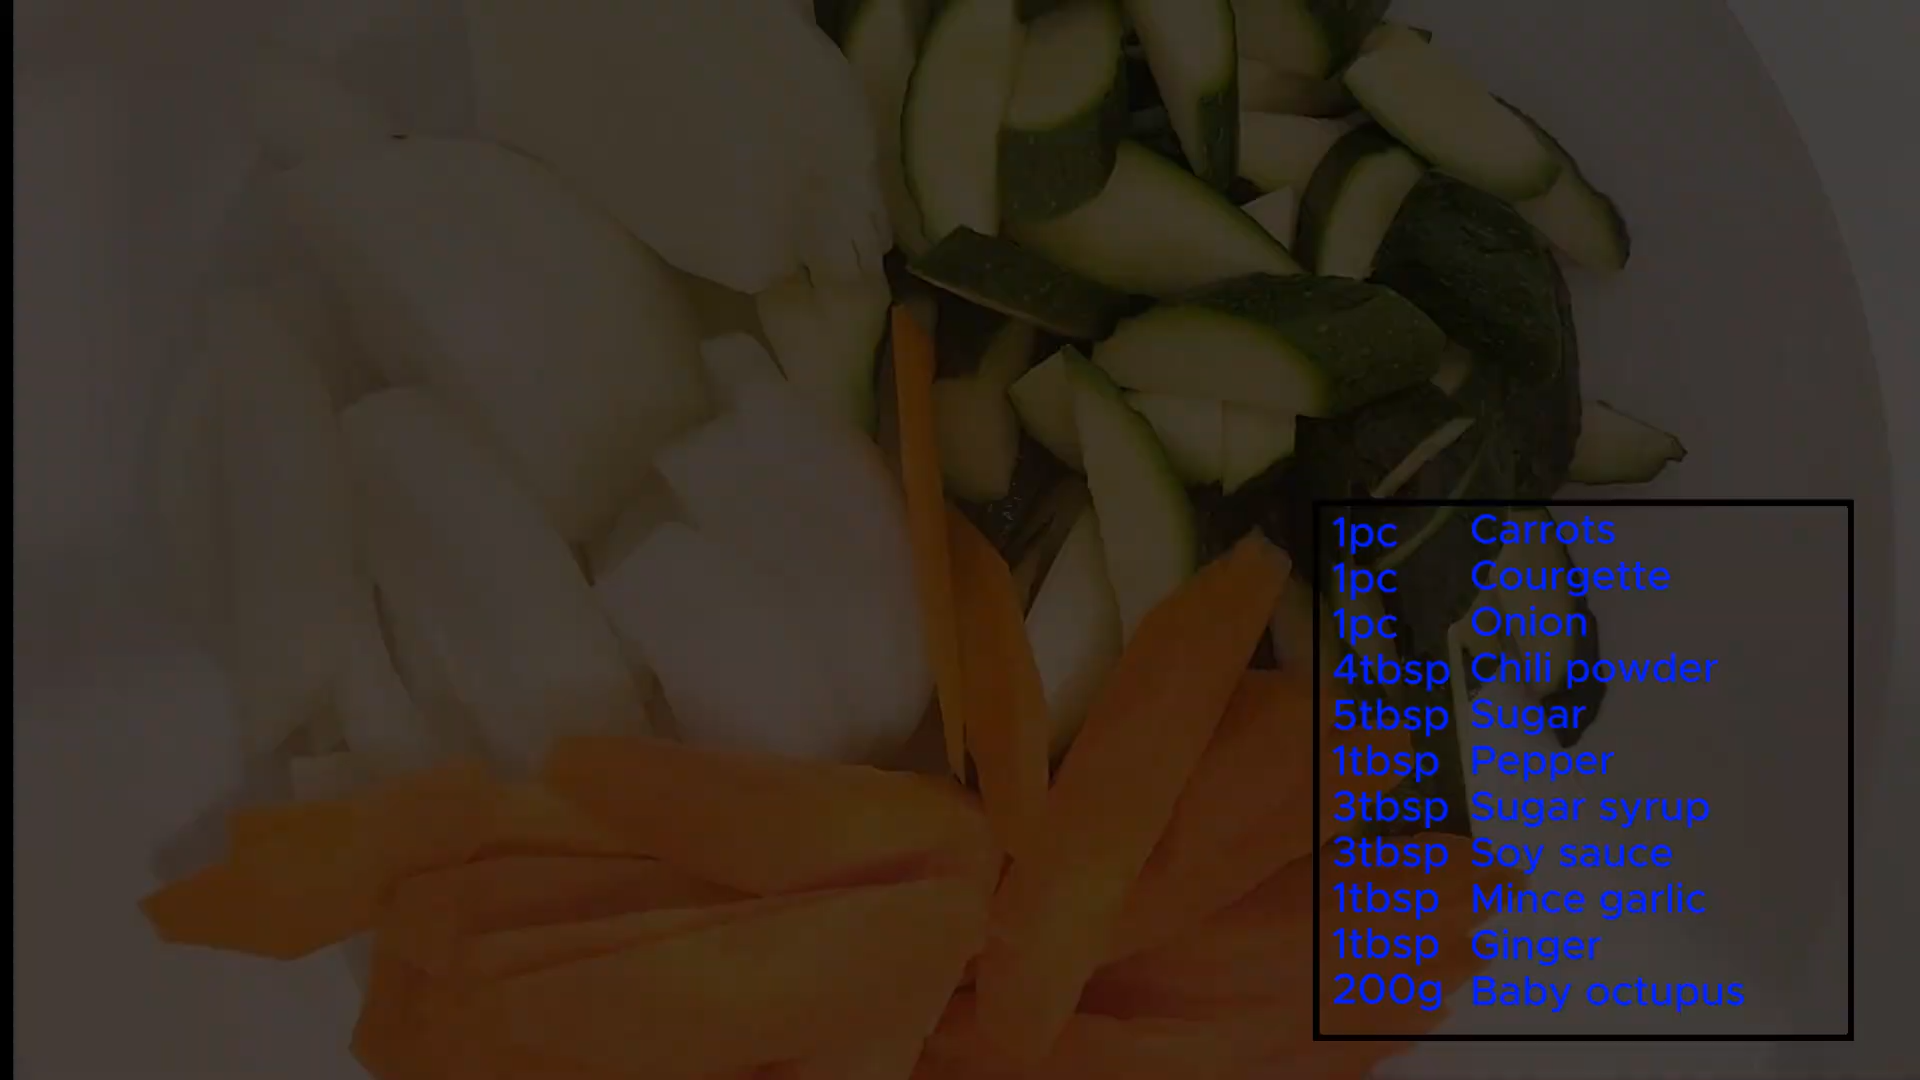 1pc Carrots
1pc Courgette
1pc Onion
4tbsp Chili powder
5tbsp Sugar
1tbsp Pepper
3tbsp Sugar syrup
3tbsp Soy sauce
1tbsp Mince garlic
1tbsp Ginger
200g Baby octupus